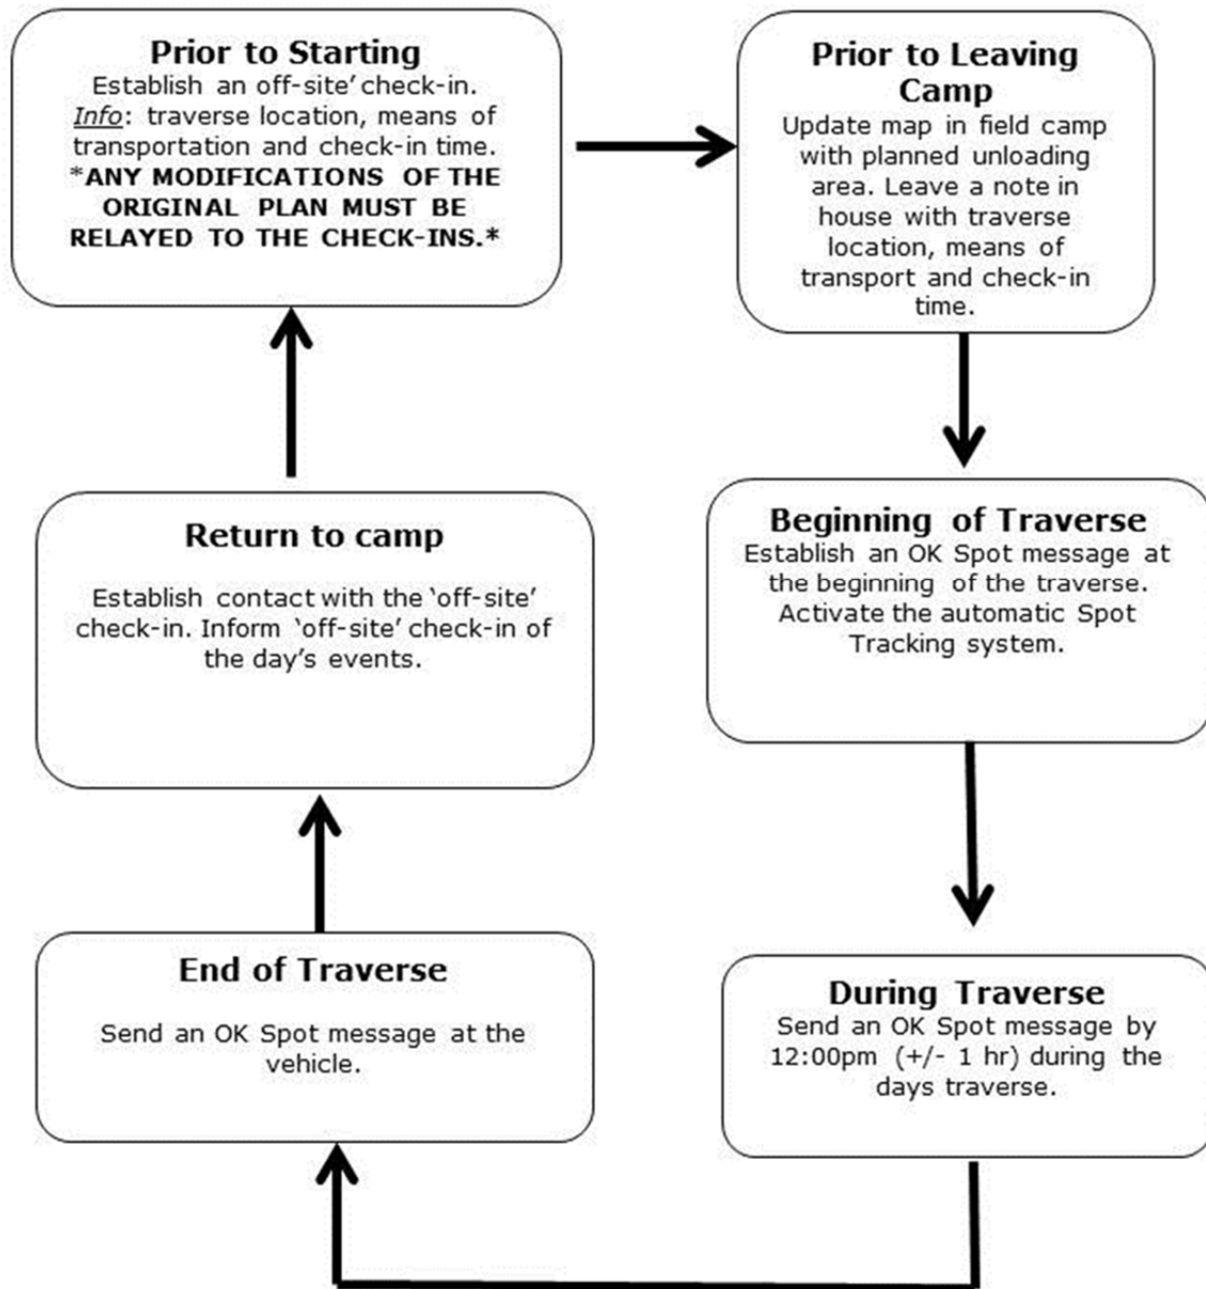 Prior to Starting
Establish an off-site’ check-in.
Info: traverse location, means of
transportation and check-in time.
*ANY MODIFICATIONS OF THE
ORIGINAL PLAN MUST BE
RELAYED TO THE CHECK-INS.*
Prior to Leaving
Camp
Update map in field camp
with planned unloading
area. Leave a note in
house with traverse
location, means of
transport and check-in
time.
Beginning of Traverse
Establish an OK Spot message at
the beginning of the traverse.
Activate the automatic Spot
Tracking system.
During Traverse
Send an OK Spot message by
12:00pm (+/- 1 hr) during the
days traverse.
End of Traverse
Send an OK Spot message at the
vehicle.
Return to camp
Establish contact with the ‘off-site’
check-in. Inform ‘off-site’ check-in of
the day’s events.